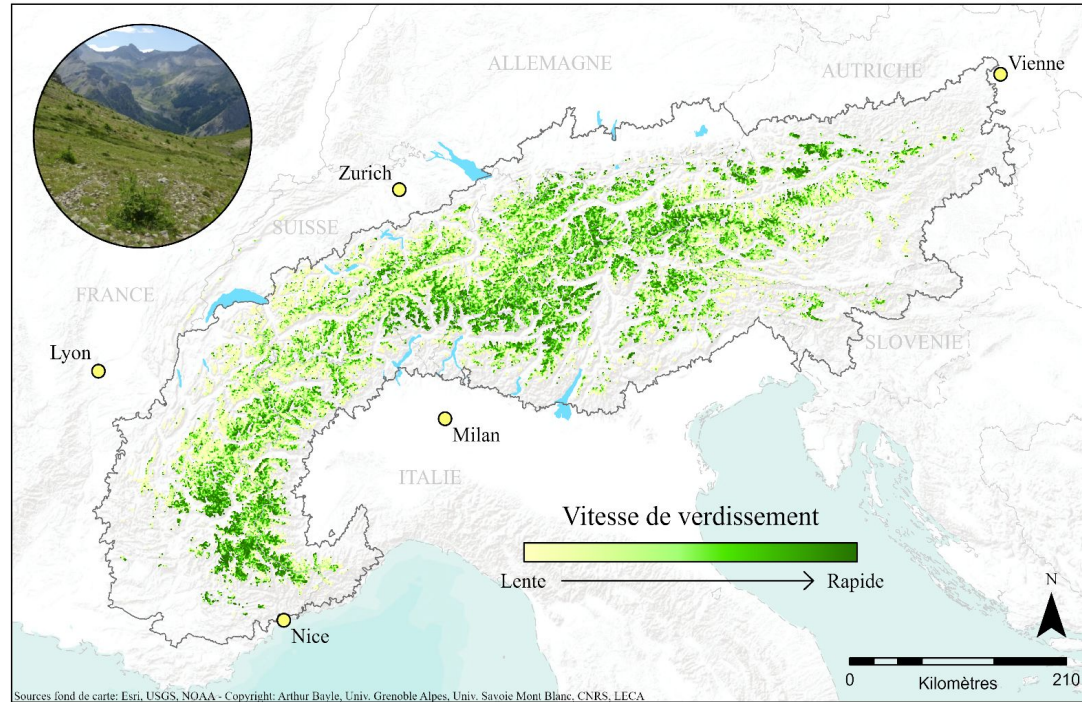 ALLEMAGNE
AUTRICHE
Vienne
Zurich
SUISSE
FRANCE
SLOVENIE
Lyon
Milan
ITALIE
Vitesse de verdissement
Lente
Rapide
Nice
N
Kilomètres
0 210
Sources fond de carte: Esri, USGS, NOAA - Copyright: Arthur Bayle, Univ. Grenoble Alpes, Univ. Savoie Mont Blanc, CNRS, LECA